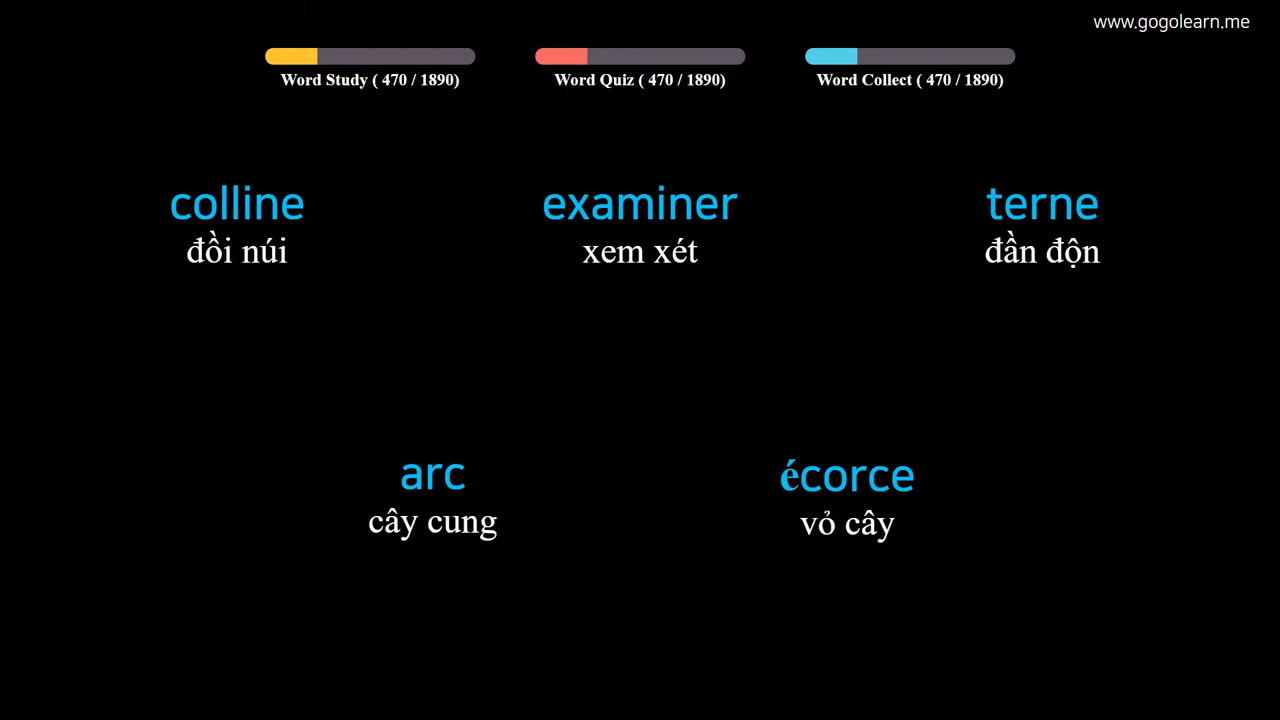 www.gogolearn.me
Word Study ( 470 / 1890)
Word Quiz ( 470 / 1890)
Word Collect ( 470 / 1890)
colline
đồi núi
examiner
xem xét
terne
đần độn
arc
cây cung
écorce
vỏ cây